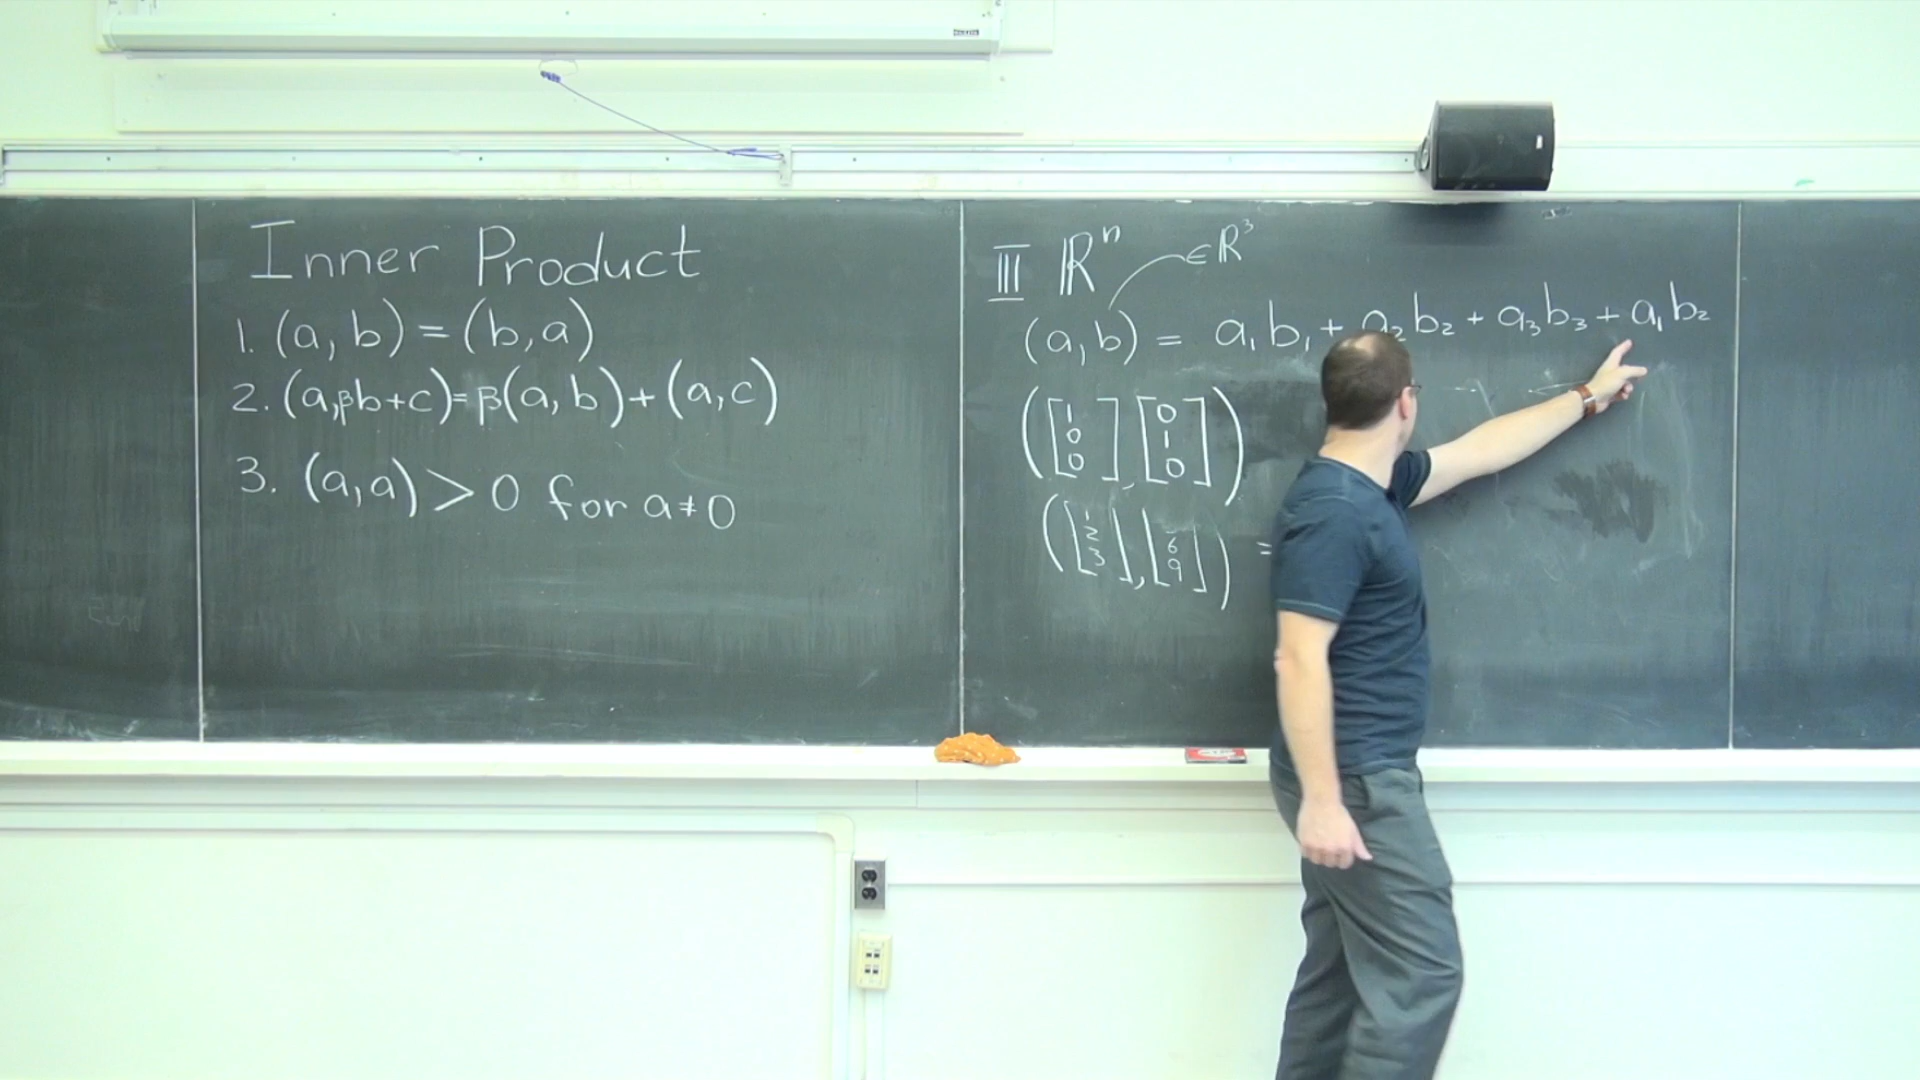 Inner Product
1. (a, b) = (b, a)
2. (a, βb+c) = β(a, b) + (a, c)
3. (a, a) > 0 for a ≠ 0
III ℝⁿ
∈ ℝ³
(a, b) = a₁b₁ + a₂b₂ + a₃b₃ + a₁b₂
([1 0 0], [0 1 0])
([1 2 3], [6 9]) =